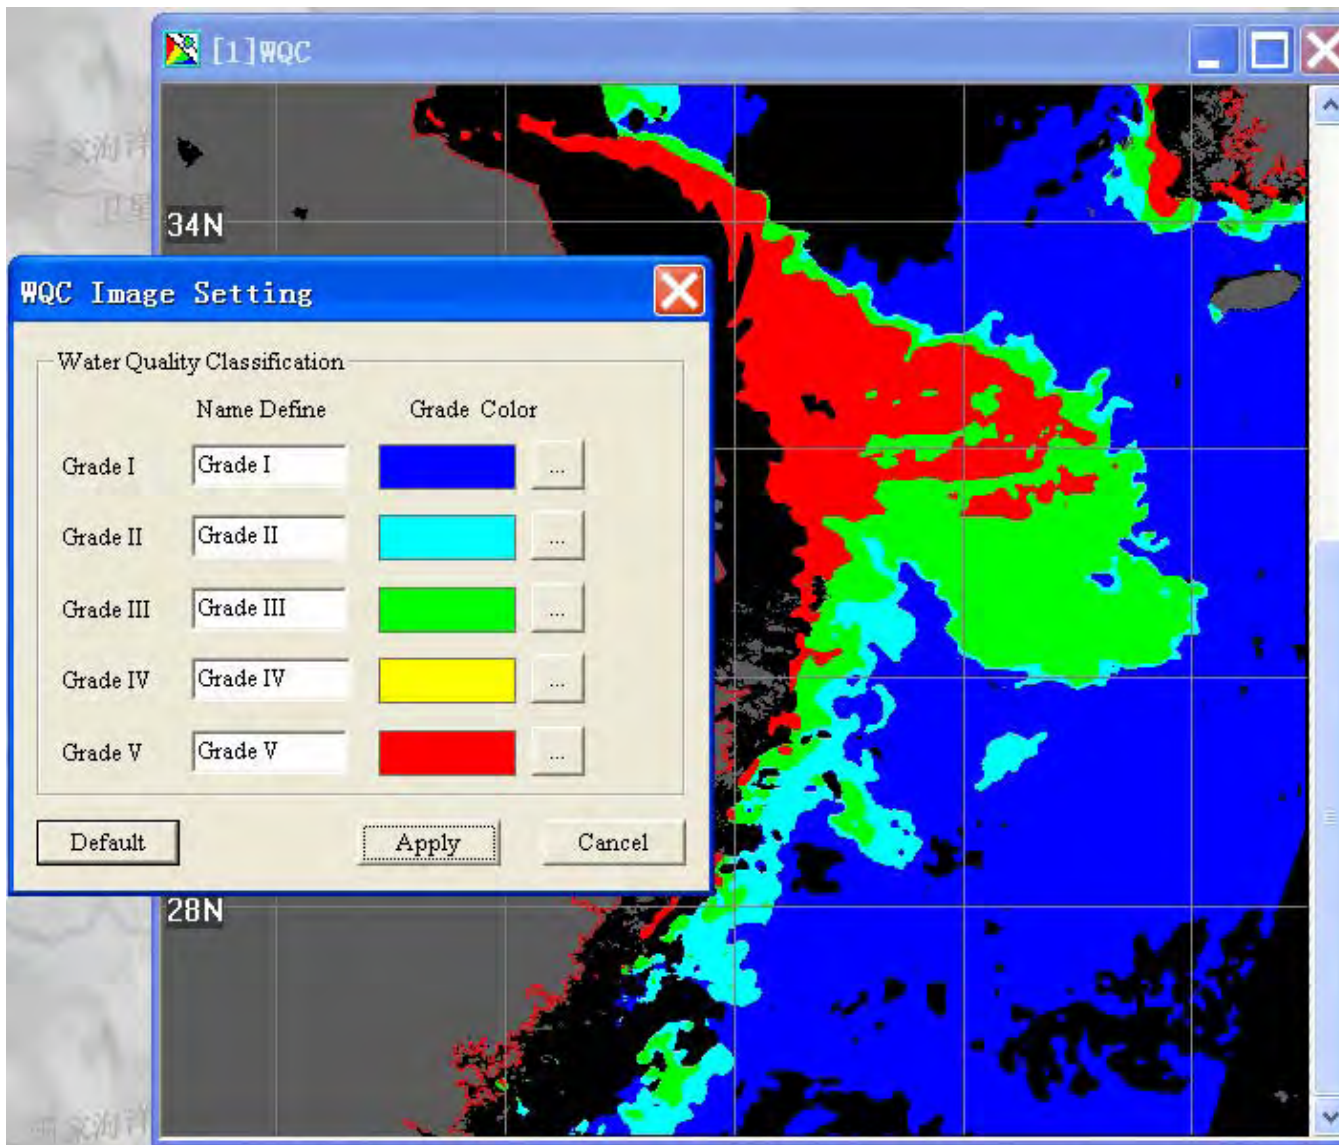 [1]WQC
34N
WQC Image Setting
Water Quality Classification
Name Define Grade Color
Grade I Grade I ...
Grade II Grade II ...
Grade III Grade III ...
Grade IV Grade IV ...
Grade V Grade V ...
Default Apply Cancel
28N